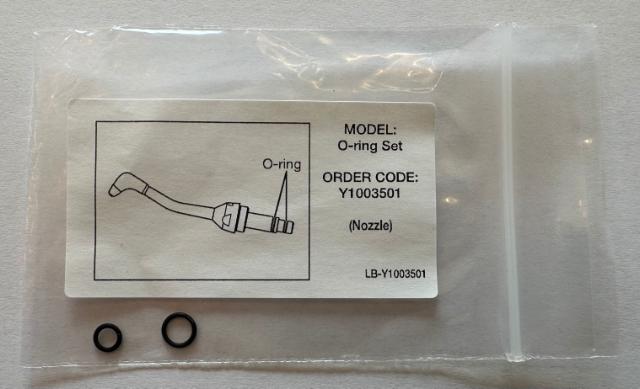 O-ring
MODEL:
O-ring Set
ORDER CODE:
Y1003501
(Nozzle)
LB-Y1003501